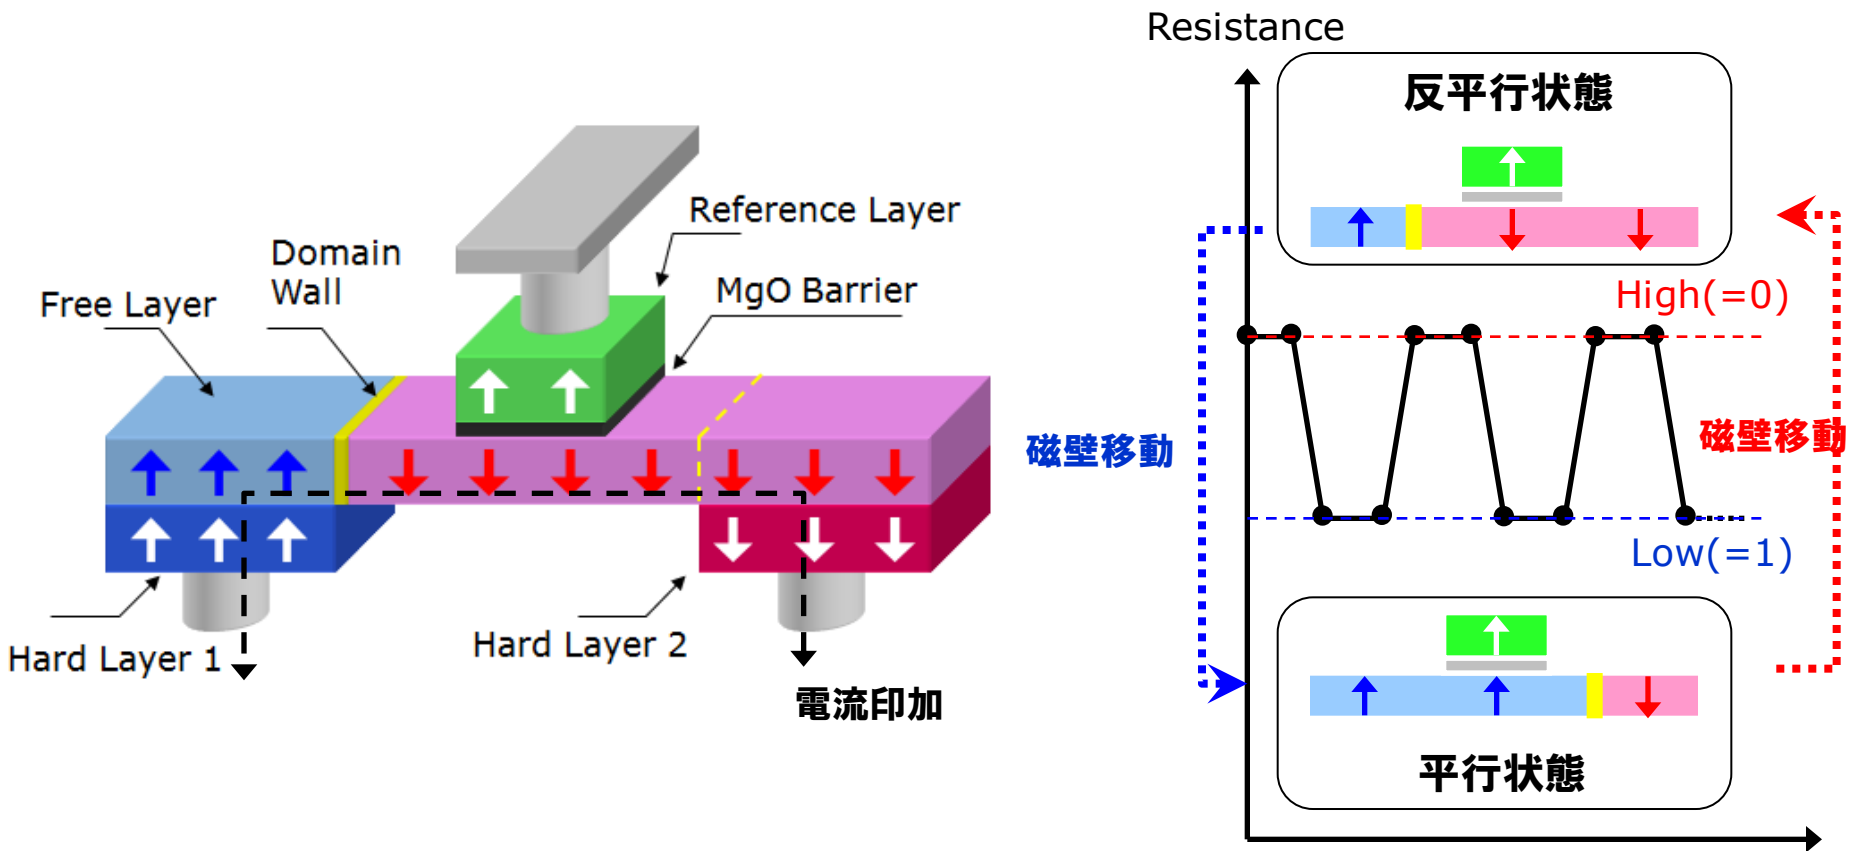 Resistance
反平行状態
Reference Layer
Domain
Wall
MgO Barrier
Free Layer
High(=0)
磁壁移動
磁壁移動
Low(=1)
Hard Layer 1
Hard Layer 2
電流印加
平行状態